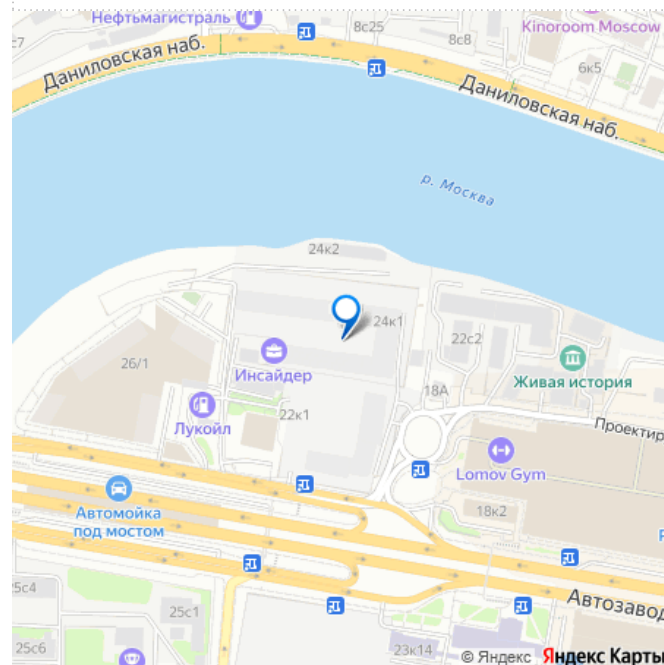 Нефтьмагистраль
8с25
8с8
Kinoroom Moscow
с7
6к5
Даниловская наб.
Даниловская наб.
р. Москва
24к2
24к1
22с2
26/1
Инсайдер
Живая история
18А
Лукойл
22к1
Проектир
Lomov Gym
Автомойка
под мостом
18к2
25с4
25с1
Автозавод
25с6
23к14
© Яндекс Яндекс Карты